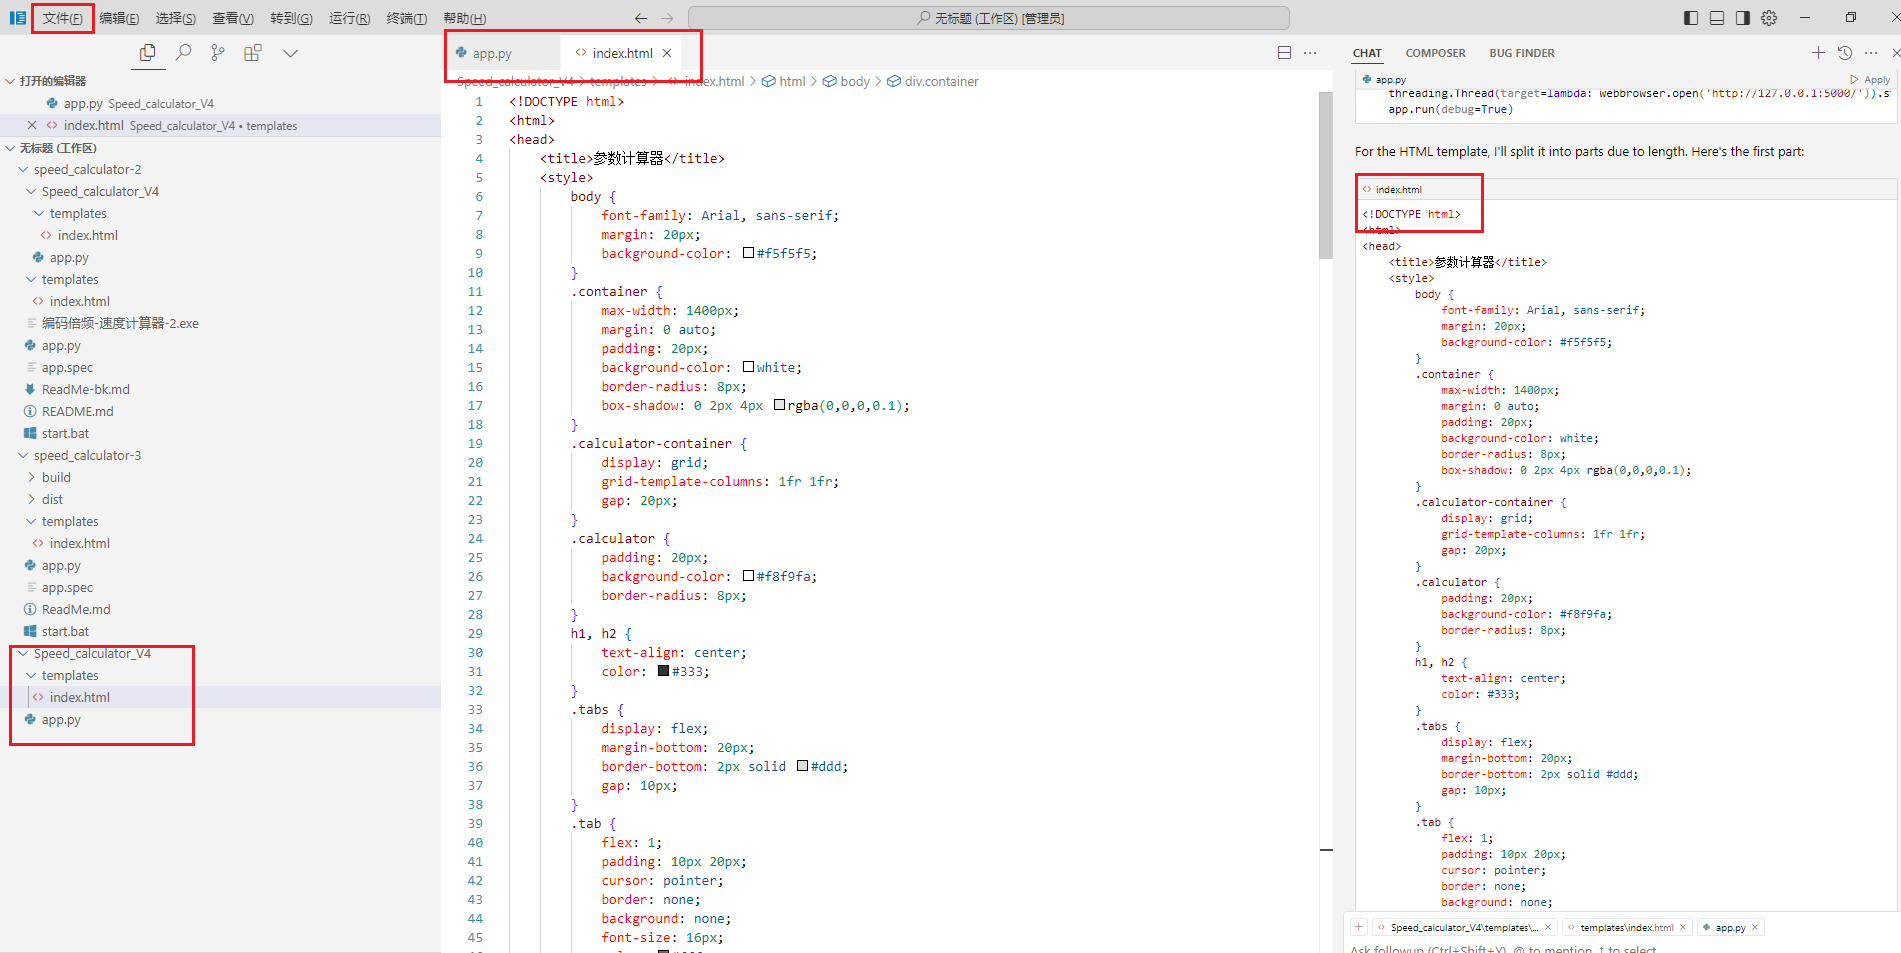 文件(F) 编辑(E) 选择(S) 查看(V) 转到(G) 运行(R) 终端(T) 帮助(H)
无标题 (工作区) [管理员]
打开的编辑器
app.py Speed_calculator_V4
index.html Speed_calculator_V4 • templates
无标题 (工作区)
speed_calculator-2
Speed_calculator_V4
templates
index.html
app.py
templates
index.html
编码倍频-速度计算器-2.exe
app.py
app.spec
ReadMe-bk.md
README.md
start.bat
speed_calculator-3
build
dist
templates
index.html
app.py
app.spec
ReadMe.md
start.bat
Speed_calculator_V4
templates
index.html
app.py
app.py
index.html
Speed_calculator_V4 > templates > index.html > html > body > div.container
1 <!DOCTYPE html>
2 <html>
3 <head>
4 <title>参数计算器</title>
5 <style>
6 body {
7 font-family: Arial, sans-serif;
8 margin: 20px;
9 background-color: #f5f5f5;
10 }
11 .container {
12 max-width: 1400px;
13 margin: 0 auto;
14 padding: 20px;
15 background-color: white;
16 border-radius: 8px;
17 box-shadow: 0 2px 4px rgba(0,0,0,0.1);
18 }
19 .calculator-container {
20 display: grid;
21 grid-template-columns: 1fr 1fr;
22 gap: 20px;
23 }
24 .calculator {
25 padding: 20px;
26 background-color: #f8f9fa;
27 border-radius: 8px;
28 }
29 h1, h2 {
30 text-align: center;
31 color: #333;
32 }
33 .tabs {
34 display: flex;
35 margin-bottom: 20px;
36 border-bottom: 2px solid #ddd;
37 gap: 10px;
38 }
39 .tab {
40 flex: 1;
41 padding: 10px 20px;
42 cursor: pointer;
43 border: none;
44 background: none;
45 font-size: 16px;
CHAT COMPOSER BUG FINDER
app.py
Apply
threading.Thread(target=lambda: webbrowser.open('http://127.0.0.1:5000/')).s
app.run(debug=True)
For the HTML template, I'll split it into parts due to length. Here's the first part:
index.html
<!DOCTYPE html>
<html>
<head>
<title>参数计算器</title>
<style>
body {
font-family: Arial, sans-serif;
margin: 20px;
background-color: #f5f5f5;
}
.container {
max-width: 1400px;
margin: 0 auto;
padding: 20px;
background-color: white;
border-radius: 8px;
box-shadow: 0 2px 4px rgba(0,0,0,0.1);
}
.calculator-container {
display: grid;
grid-template-columns: 1fr 1fr;
gap: 20px;
}
.calculator {
padding: 20px;
background-color: #f8f9fa;
border-radius: 8px;
}
h1, h2 {
text-align: center;
color: #333;
}
.tabs {
display: flex;
margin-bottom: 20px;
border-bottom: 2px solid #ddd;
gap: 10px;
}
.tab {
flex: 1;
padding: 10px 20px;
cursor: pointer;
border: none;
background: none;
Speed_calculator_V4\templates\... templates\index.html app.py
Ask followup (Ctrl+Shift+Y), @ to mention, ↑ to select